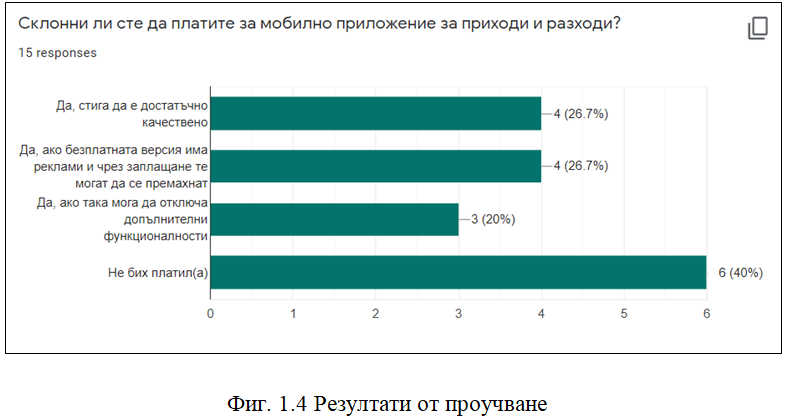 Склонни ли сте да платите за мобилно приложение за приходи и разходи?
15 responses
Да, стига да е достатъчно
качествено
4 (26.7%)
Да, ако безплатната версия има
реклами и чрез заплащане те
могат да се премахнат
4 (26.7%)
Да, ако така мога да отключа
допълнителни
функционалности
3 (20%)
Не бих платил(а)
6 (40%)
0 1 2 3 4 5 6
Фиг. 1.4 Резултати от проучване